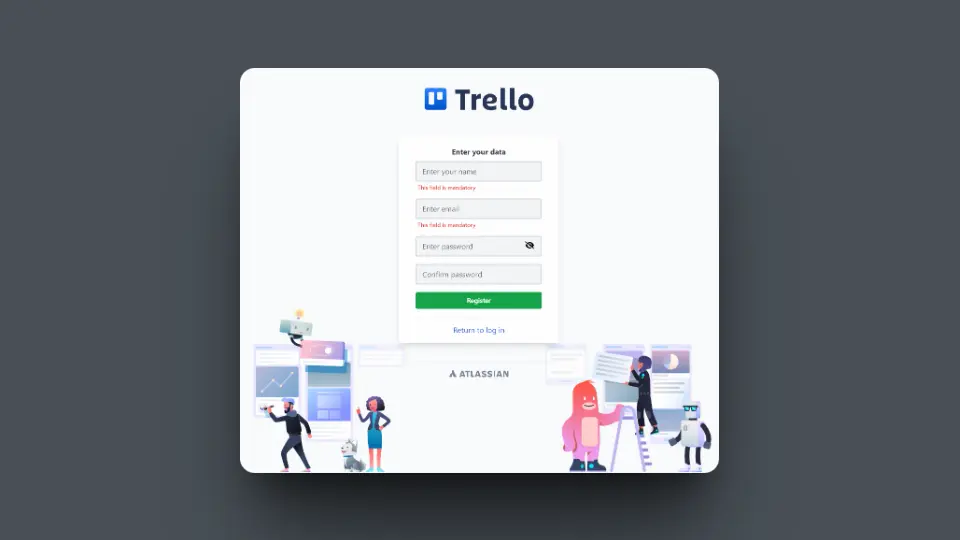 Trello
Enter your data
Enter your name
This field is mandatory
Enter email
This field is mandatory
Enter password
Confirm password
Register
Return to log in
ATLASSIAN